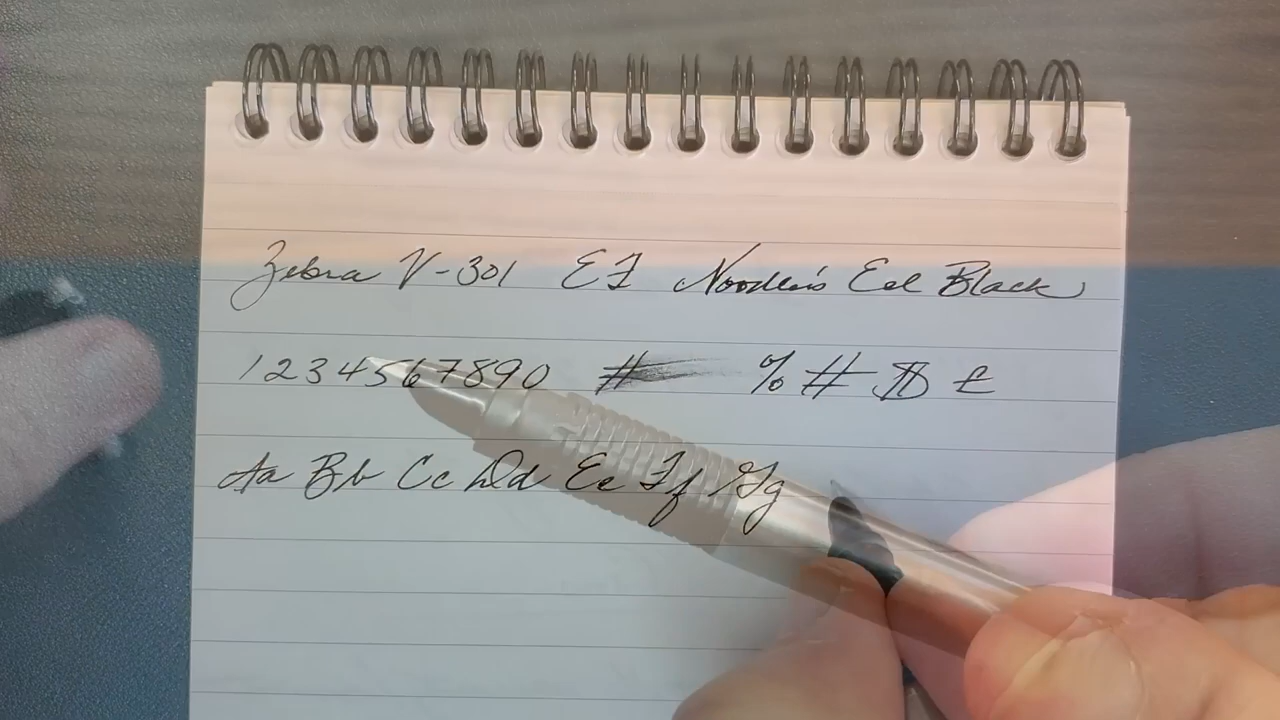 Zebra V-301 EF Noodler's Eel Black
1234567890 # % # $ £
Aa Bb Cc Dd Ee Ff Gg